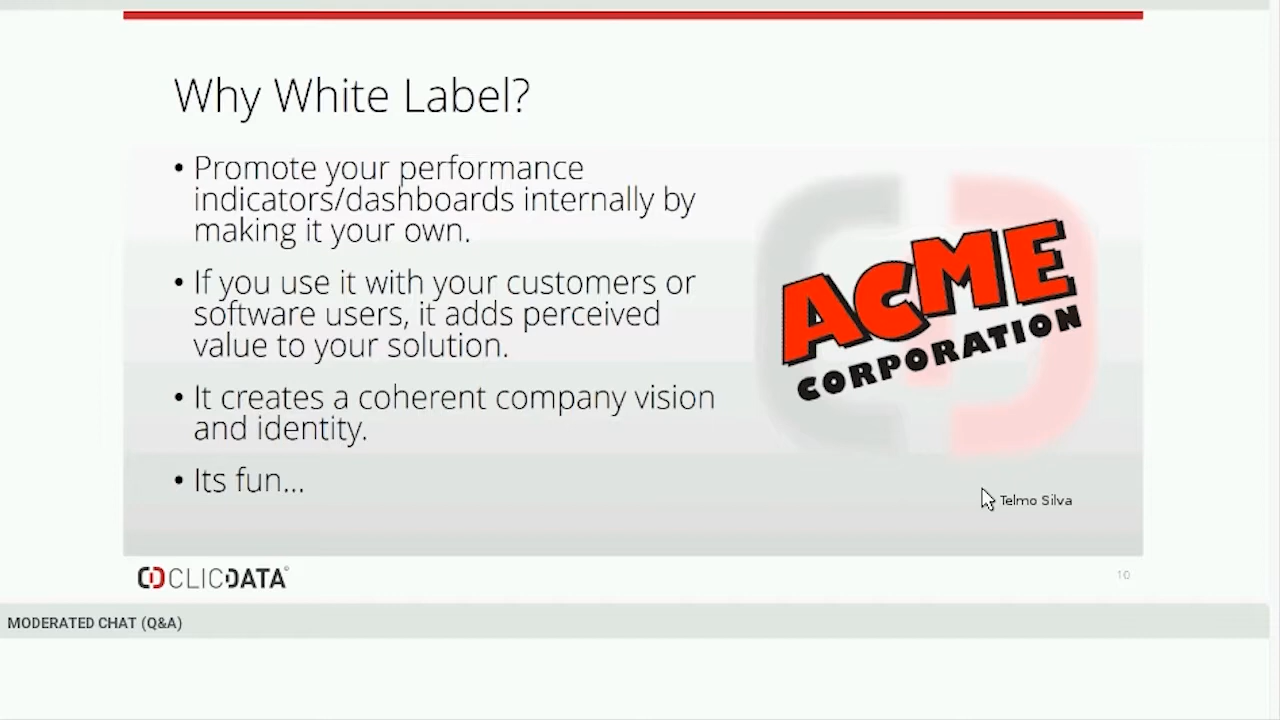 Why White Label?
• Promote your performance
indicators/dashboards internally by
making it your own.
• If you use it with your customers or
software users, it adds perceived
value to your solution.
• It creates a coherent company vision
and identity.
• Its fun...
ACME
CORPORATION
Telmo Silva
CLICDATA©
10
MODERATED CHAT (Q&A)